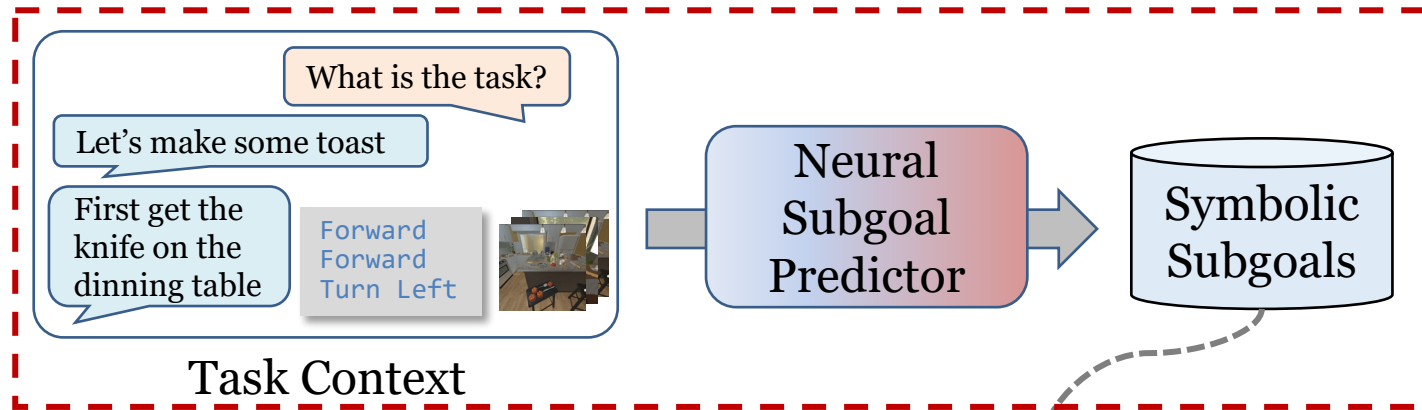 What is the task?
Let's make some toast
First get the
knife on the
dinning table
Forward
Forward
Turn Left
Task Context
Neural
Subgoal
Predictor
Symbolic
Subgoals